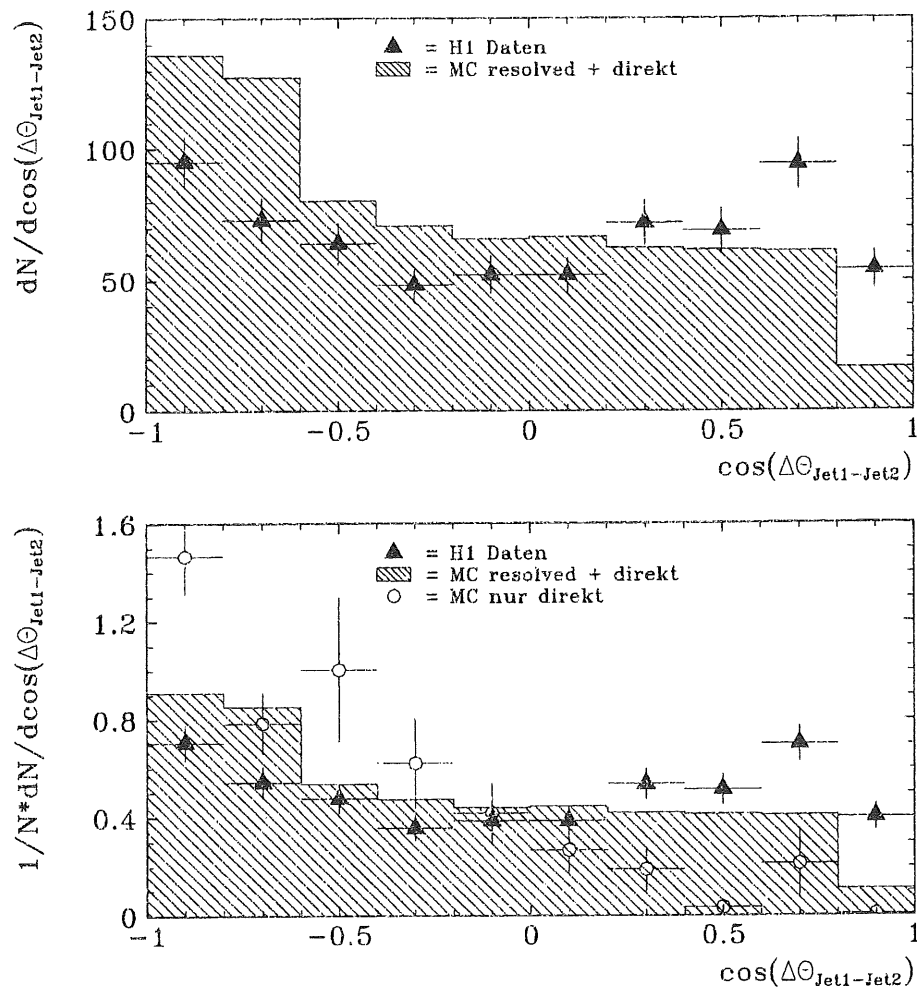 dN/dcos(ΔΘJet1-Jet2)
150
100
50
0
▲ = H1 Daten
= MC resolved + direkt
-1 -0.5 0 0.5 1
cos(ΔΘJet1-Jet2)
1/N*dN/dcos(ΔΘJet1-Jet2)
1.6
1.2
0.8
0.4
0
▲ = H1 Daten
= MC resolved + direkt
○ = MC nur direkt
-1 -0.5 0 0.5 1
cos(ΔΘJet1-Jet2)